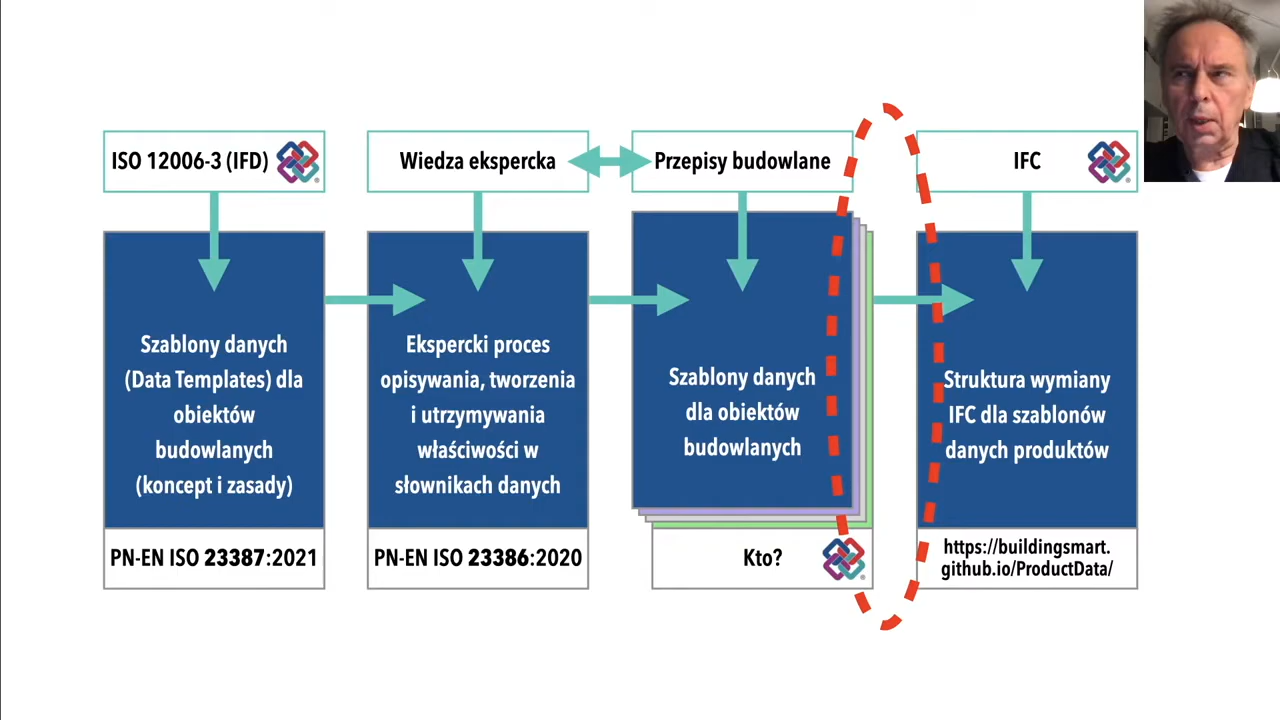 ISO 12006-3 (IFD)
Wiedza ekspercka
Przepisy budowlane
IFC
Szablony danych
(Data Templates) dla
obiektów
budowlanych
(koncept i zasady)
PN-EN ISO 23387:2021
Ekspercki proces
opisywania, tworzenia
i utrzymywania
właściwości w
słownikach danych
PN-EN ISO 23386:2020
Szablony danych
dla obiektów
budowlanych
Kto?
Struktura wymiany
IFC dla szablonów
danych produktów
https://buildingsmart.
github.io/ProductData/